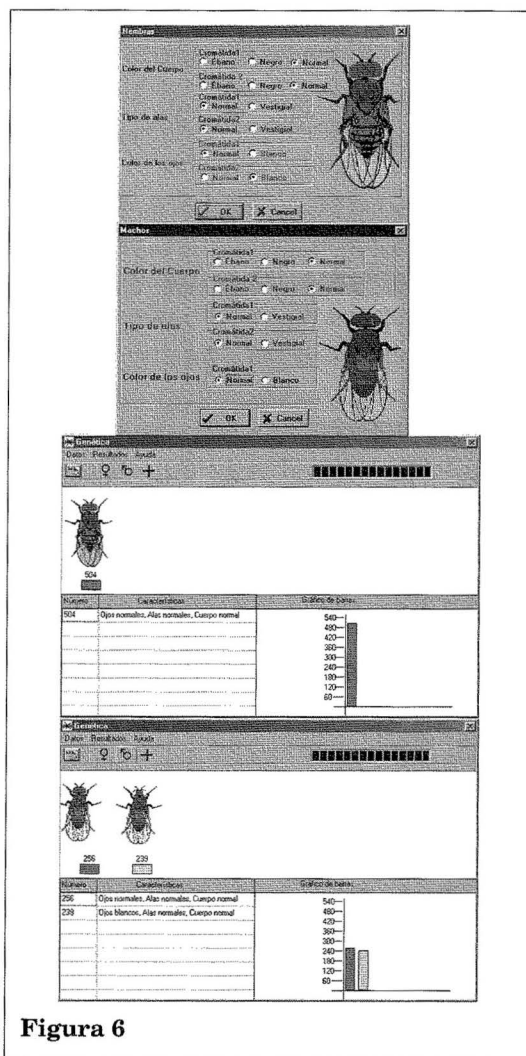 Hembras
Cromátida1
Color del Cuerpo Ébano Negro Normal
Cromátida 2
Ébano Negro Normal
Cromátida1
Tipo de alas Normal Vestigial
Cromátida2
Normal Vestigial
Color de los ojos Normal Blanco
Normal Blanco
OK Cancel
Machos
Cromátida1
Color del Cuerpo Ébano Negro Normal
Cromátida 2
Ébano Negro Normal
Cromátida1
Tipo de alas Normal Vestigial
Cromátida2
Normal Vestigial
Cromátida1
Color de los ojos Normal Blanco
OK Cancel
Genética
Datos Resultados Ayuda
504
Número Características Gráfico de barras
504 Ojos normales, Alas normales, Cuerpo normal
540
480
420
360
300
240
180
120
60
Genética
Datos Resultados Ayuda
256 239
Número Características Gráfico de barras
256 Ojos normales, Alas normales, Cuerpo normal
239 Ojos blancos, Alas normales, Cuerpo normal
540
480
420
360
300
240
180
120
60
Figura 6